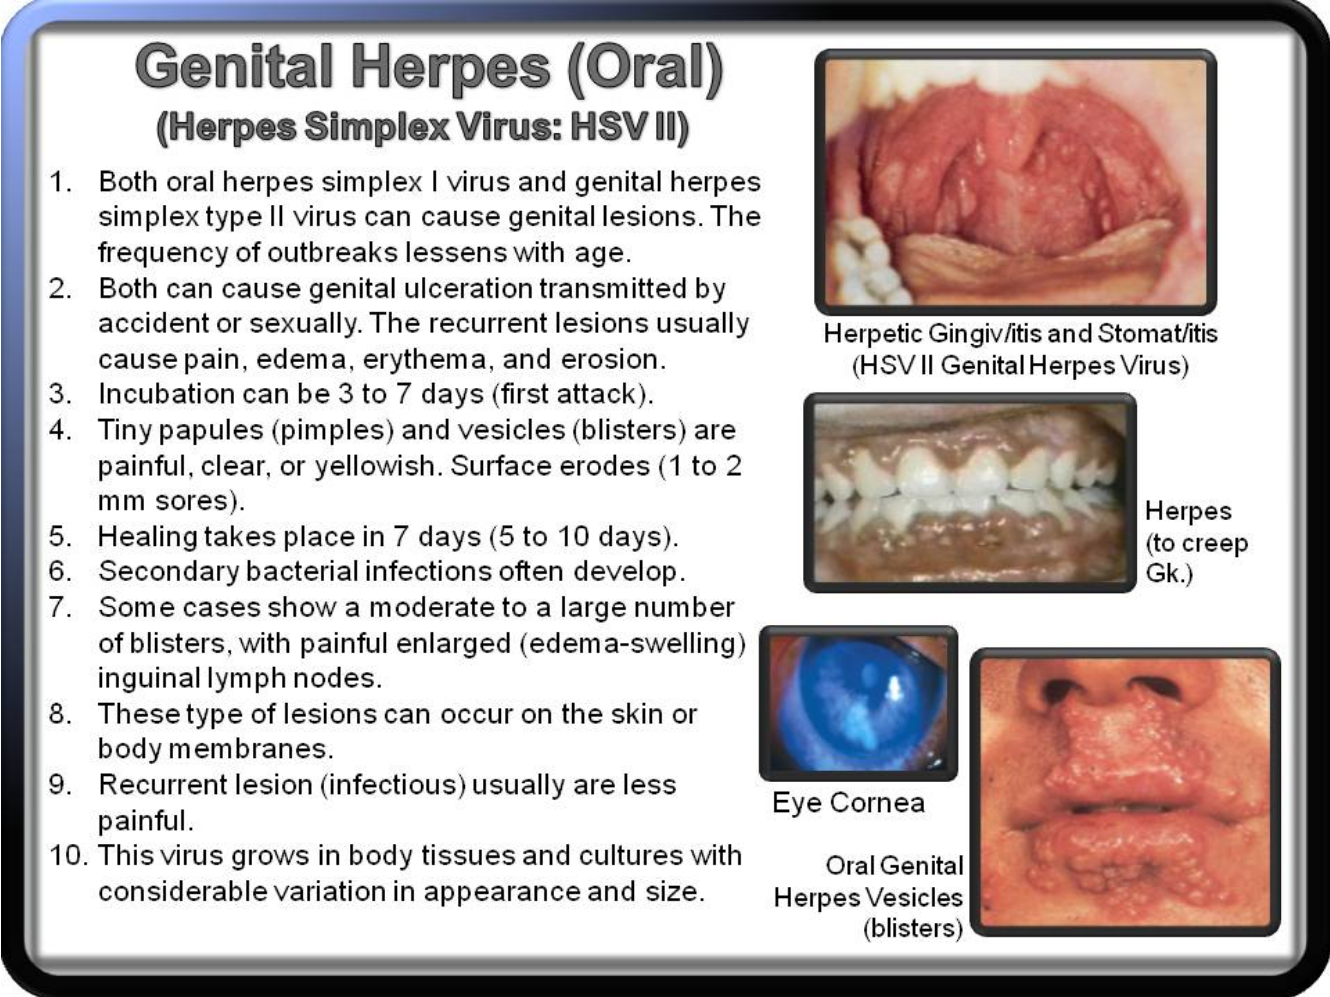 Genital Herpes (Oral)
(Herpes Simplex Virus: HSV II)
1. Both oral herpes simplex I virus and genital herpes
simplex type II virus can cause genital lesions. The
frequency of outbreaks lessens with age.
2. Both can cause genital ulceration transmitted by
accident or sexually. The recurrent lesions usually
cause pain, edema, erythema, and erosion.
3. Incubation can be 3 to 7 days (first attack).
4. Tiny papules (pimples) and vesicles (blisters) are
painful, clear, or yellowish. Surface erodes (1 to 2
mm sores).
5. Healing takes place in 7 days (5 to 10 days).
6. Secondary bacterial infections often develop.
7. Some cases show a moderate to a large number
of blisters, with painful enlarged (edema-swelling)
inguinal lymph nodes.
8. These type of lesions can occur on the skin or
body membranes.
9. Recurrent lesion (infectious) usually are less
painful.
10. This virus grows in body tissues and cultures with
considerable variation in appearance and size.
Herpetic Gingiv/itis and Stomat/itis
(HSV II Genital Herpes Virus)
Herpes
(to creep
Gk.)
Eye Cornea
Oral Genital
Herpes Vesicles
(blisters)